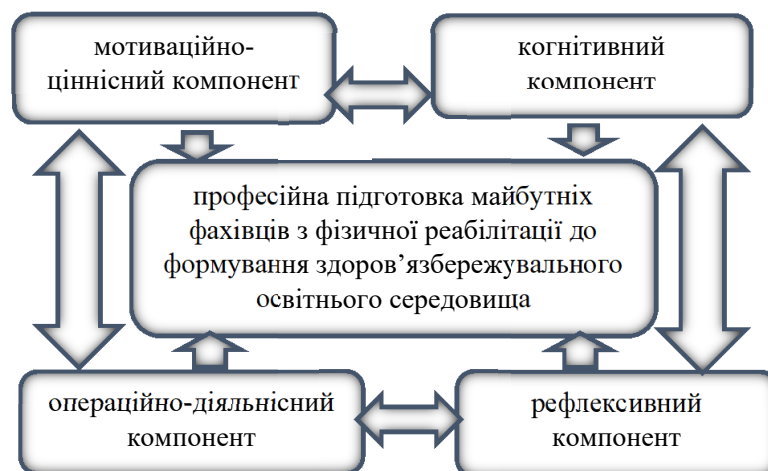 мотиваційно-
ціннісний компонент
когнітивний
компонент
професійна підготовка майбутніх
фахівців з фізичної реабілітації до
формування здоров’язбережувального
освітнього середовища
операційно-діяльнісний
компонент
рефлексивний
компонент